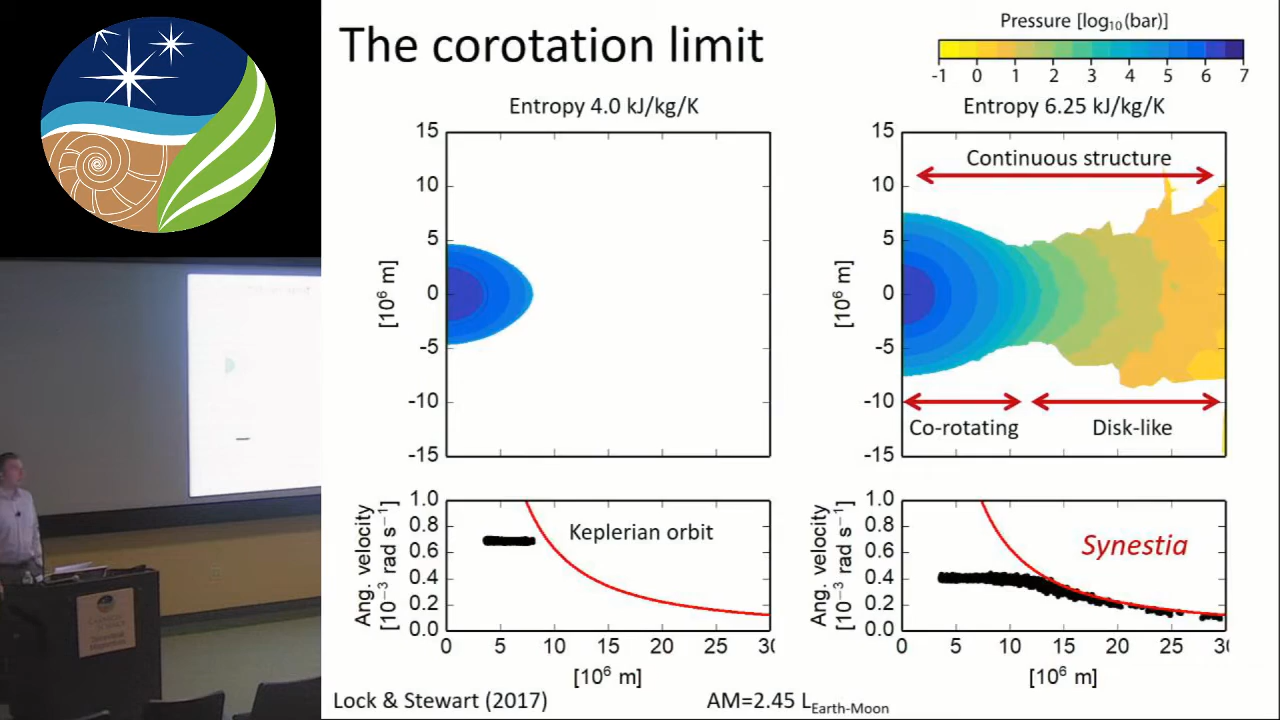 The corotation limit
Pressure [log10(bar)]
-1 0 1 2 3 4 5 6 7
Entropy 4.0 kJ/kg/K
15
10
5
0
-5
-10
-15
[10⁶ m]
Entropy 6.25 kJ/kg/K
15
10
5
0
-5
-10
-15
[10⁶ m]
Continuous structure
Co-rotating
Disk-like
1.0
0.8
0.6
0.4
0.2
0.0
Ang. velocity
[10⁻³ rad s⁻¹]
Keplerian orbit
0 5 10 15 20 25
[10⁶ m]
1.0
0.8
0.6
0.4
0.2
0.0
Ang. velocity
[10⁻³ rad s⁻¹]
Synestia
0 5 10 15 20 25
[10⁶ m]
Lock & Stewart (2017)
AM=2.45 LEarth-Moon